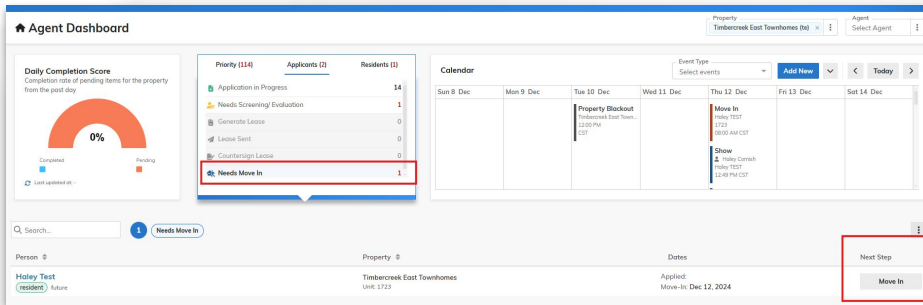 Agent Dashboard
Property
Timbercreek East Townhomes (te) ×
Agent
Select Agent
Daily Completion Score
Completion rate of pending items for the property
from the past day
0%
Completed
Pending
Last updated at: -
Priority (114)
Applicants (2)
Residents (1)
Application in Progress 14
Needs Screening/ Evaluation 1
Generate Lease 0
Lease Sent 0
Countersign Lease 0
Needs Move In 1
Calendar
Event Type
Select events
Add New
Today
Sun 8 Dec
Mon 9 Dec
Tue 10 Dec
Wed 11 Dec
Thu 12 Dec
Fri 13 Dec
Sat 14 Dec
Property Blackout
Timbercreek East Town...
12:00 PM
CST
Move In
Haley TEST
1723
08:00 AM CST
Show
Haley Cornish
Haley TEST
12:49 PM CST
Search...
1 Needs Move In
Person
Property
Dates
Next Step
Haley Test
resident future
Timbercreek East Townhomes
Unit: 1723
Applied:
Move-In: Dec 12, 2024
Move In